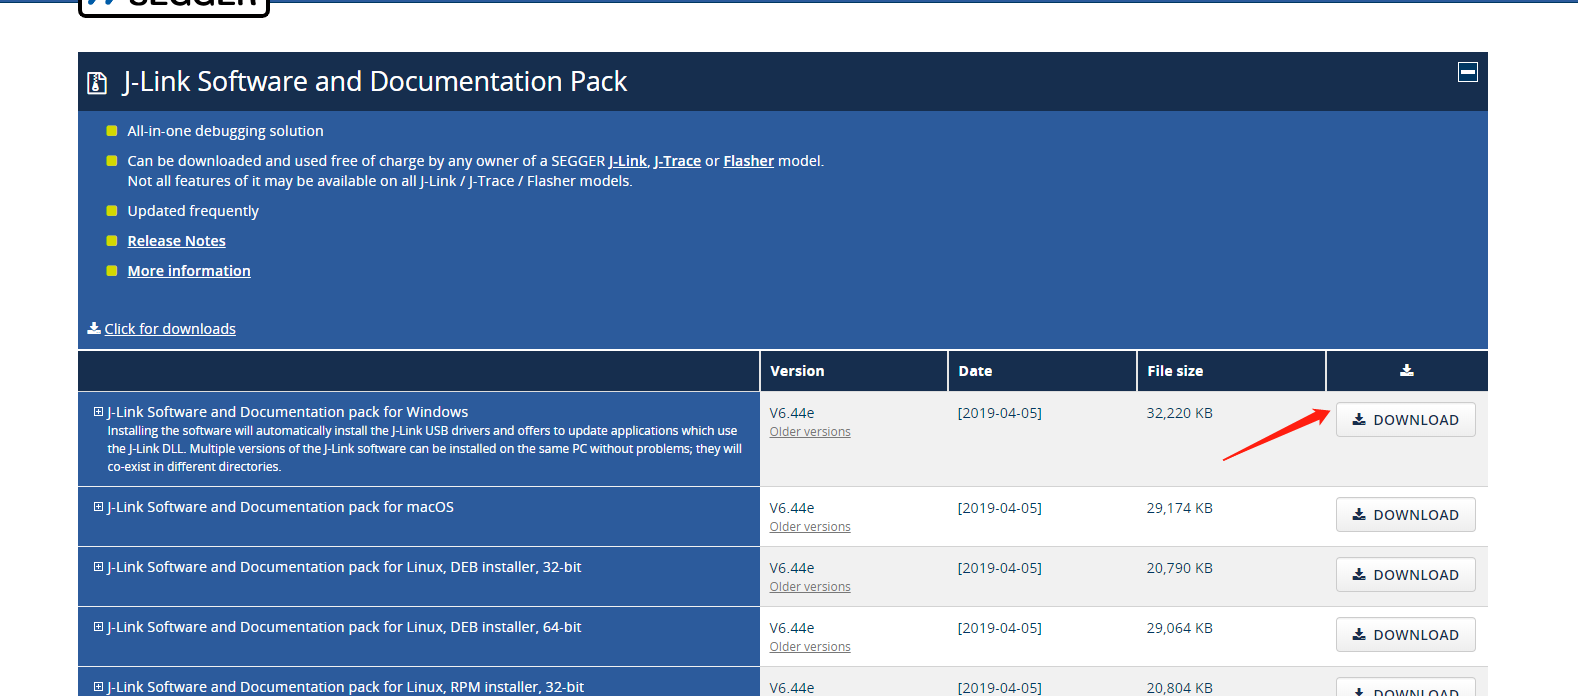 SEGGER
J-Link Software and Documentation Pack
All-in-one debugging solution
Can be downloaded and used free of charge by any owner of a SEGGER J-Link, J-Trace or Flasher model.
Not all features of it may be available on all J-Link / J-Trace / Flasher models.
Updated frequently
Release Notes
More information
Click for downloads
Version Date File size
J-Link Software and Documentation pack for Windows
Installing the software will automatically install the J-Link USB drivers and offers to update applications which use
the J-Link DLL. Multiple versions of the J-Link software can be installed on the same PC without problems; they will
co-exist in different directories.
V6.44e [2019-04-05] 32,220 KB DOWNLOAD
Older versions
J-Link Software and Documentation pack for macOS V6.44e [2019-04-05] 29,174 KB DOWNLOAD
Older versions
J-Link Software and Documentation pack for Linux, DEB installer, 32-bit V6.44e [2019-04-05] 20,790 KB DOWNLOAD
Older versions
J-Link Software and Documentation pack for Linux, DEB installer, 64-bit V6.44e [2019-04-05] 29,064 KB DOWNLOAD
Older versions
J-Link Software and Documentation pack for Linux, RPM installer, 32-bit V6.44e [2019-04-05] 20,804 KB DOWNLOAD